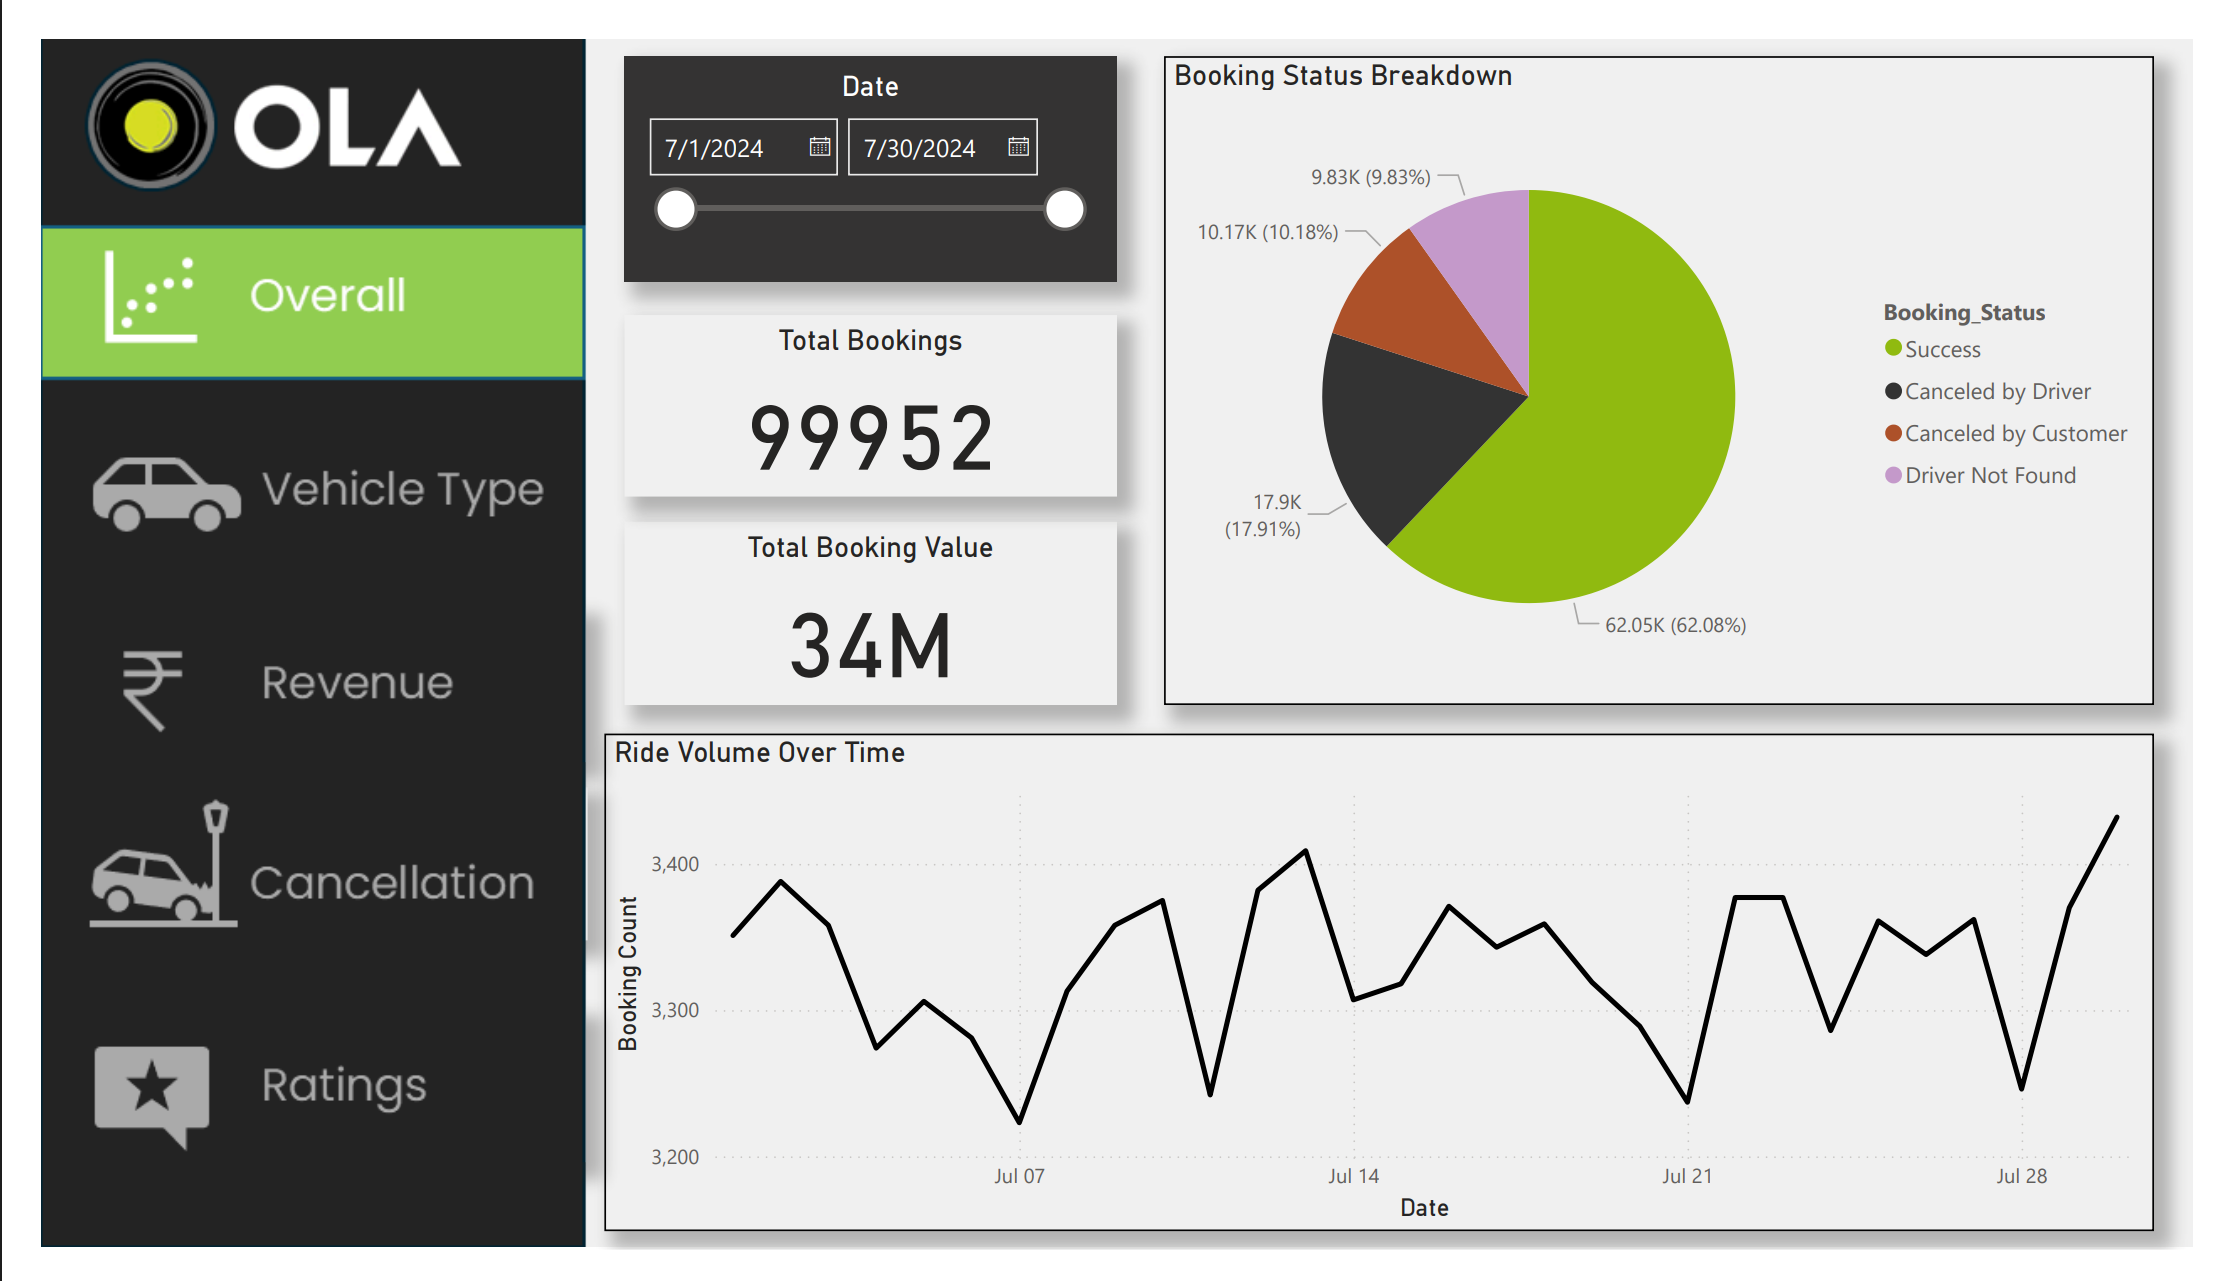 OLA
Overall
Vehicle Type
₹
Revenue
Cancellation
Ratings
Date
7/1/2024
7/30/2024
Total Bookings
99952
Total Booking Value
34M
Booking Status Breakdown
9.83K (9.83%)
10.17K (10.18%)
17.9K
(17.91%)
62.05K (62.08%)
Booking_Status
Success
Canceled by Driver
Canceled by Customer
Driver Not Found
Ride Volume Over Time
Booking Count
3,400
3,300
3,200
Jul 07
Jul 14
Jul 21
Jul 28
Date